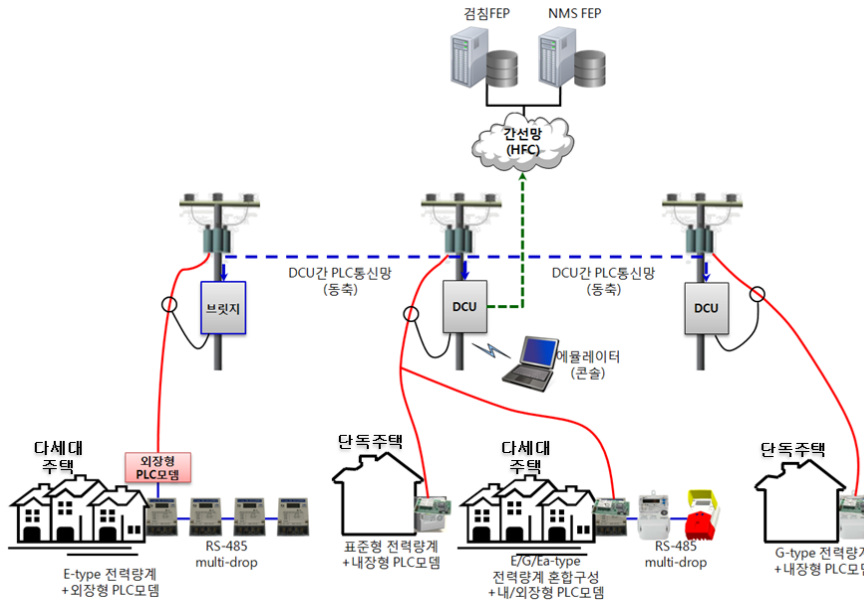 검침FEP
NMS FEP
간선망
(HFC)
DCU간 PLC통신망
(동축)
DCU간 PLC통신망
(동축)
브릿지
DCU
DCU
에뮬레이터
(콘솔)
다세대
주택
외장형
PLC모뎀
단독주택
다세대
주택
단독주택
RS-485
multi-drop
E-type 전력량계
+외장형 PLC모뎀
표준형 전력량계
+내장형 PLC모뎀
E/G/Ea-type
전력량계 혼합구성
+내/외장형 PLC모뎀
RS-485
multi-drop
G-type 전력량계
+내장형 PLC모뎀